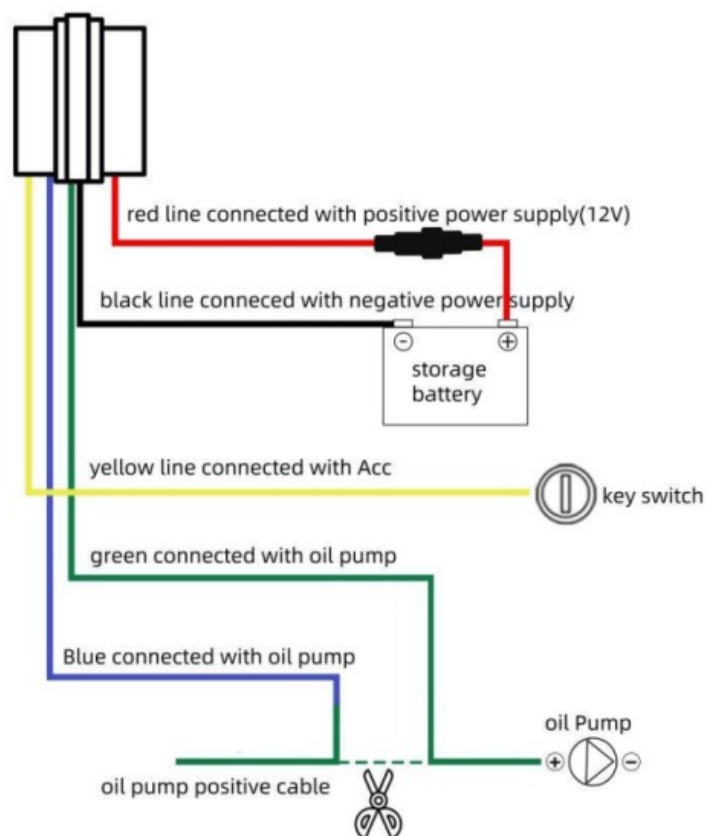 red line connected with positive power supply(12V)
black line conneced with negative power supply
storage
battery
yellow line connected with Acc
key switch
green connected with oil pump
Blue connected with oil pump
oil Pump
oil pump positive cable